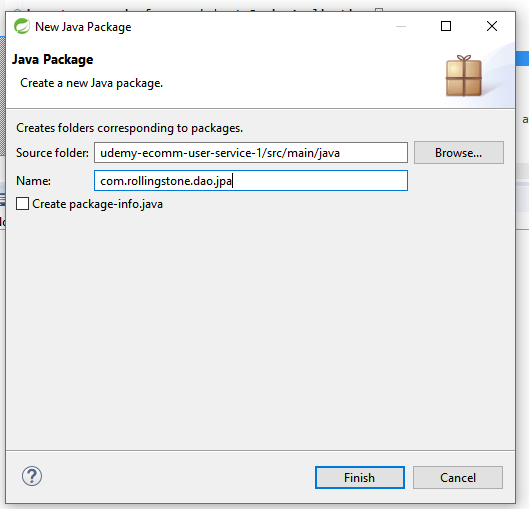 New Java Package
Java Package
Create a new Java package.
Creates folders corresponding to packages.
Source folder: udemy-ecomm-user-service-1/src/main/java Browse...
Name: com.rollingstone.dao.jpa
Create package-info.java
? Finish Cancel